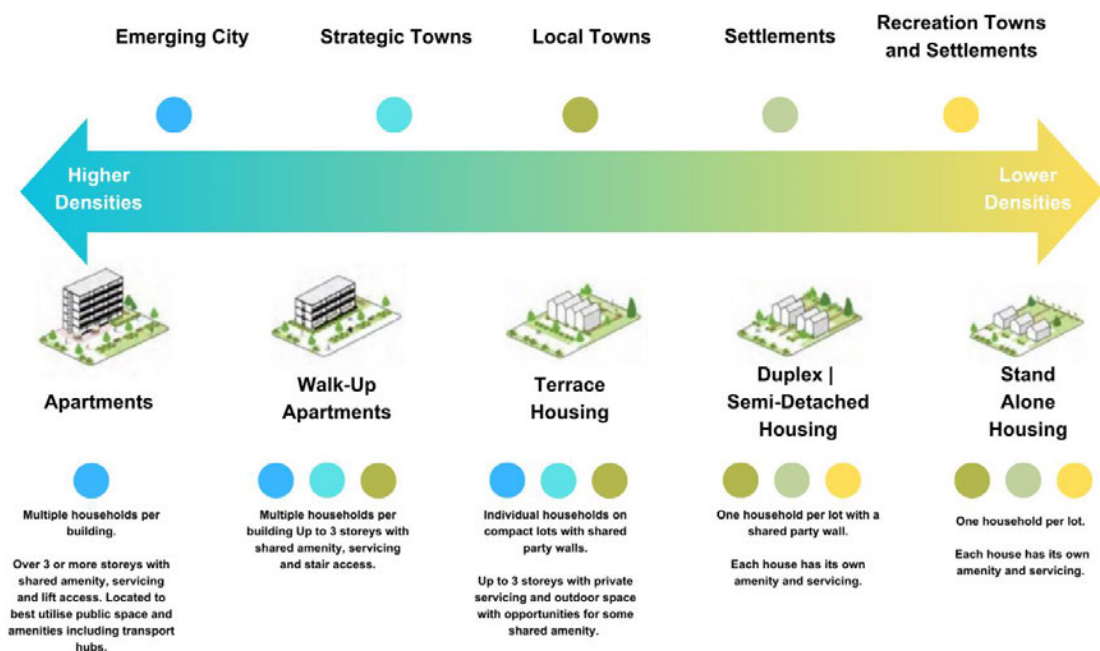 Emerging City
Strategic Towns
Local Towns
Settlements
Recreation Towns
and Settlements
Higher
Densities
Lower
Densities
Apartments
Walk-Up
Apartments
Terrace
Housing
Duplex |
Semi-Detached
Housing
Stand
Alone
Housing
Multiple households per
building.
Over 3 or more storeys with
shared amenity, servicing
and lift access. Located to
best utilise public space and
amenities including transport
hubs.
Multiple households per
building Up to 3 storeys with
shared amenity, servicing
and stair access.
Individual households on
compact lots with shared
party walls.
Up to 3 storeys with private
servicing and outdoor space
with opportunities for some
shared amenity.
One household per lot with a
shared party wall.
Each house has its own
amenity and servicing.
One household per lot.
Each house has its own
amenity and servicing.